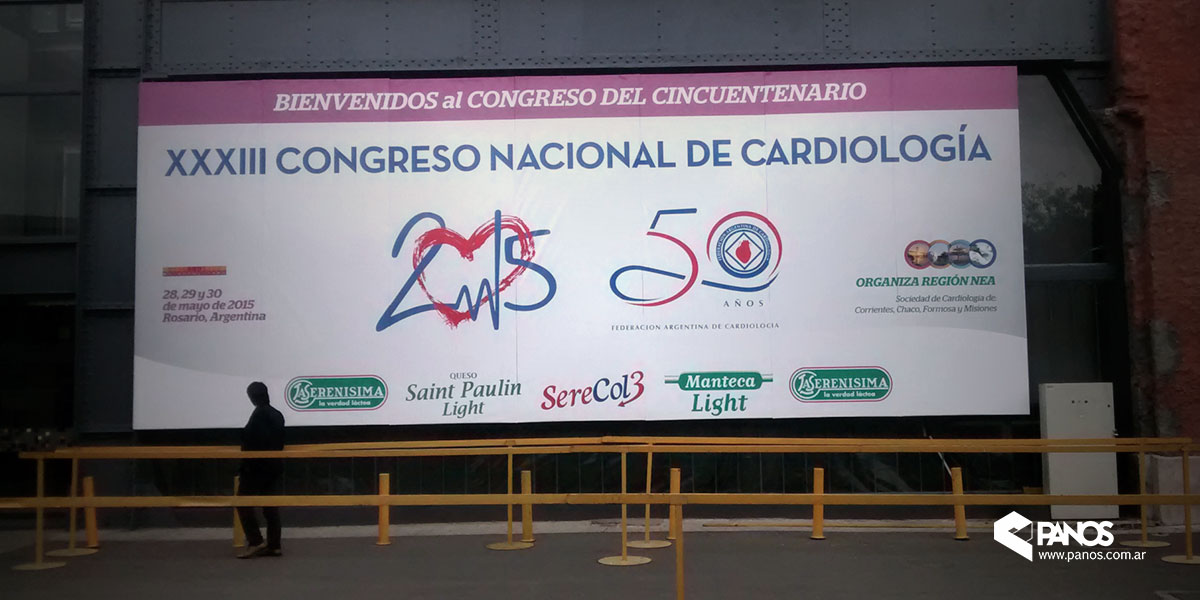 BIENVENIDOS al CONGRESO DEL CINCUENTENARIO
XXXIII CONGRESO NACIONAL DE CARDIOLOGÍA
2015
50
AÑOS
FEDERACION ARGENTINA DE CARDIOLOGIA
28, 29 y 30
de mayo de 2015
Rosario, Argentina
ORGANIZA REGIÓN NEA
Sociedad de Cardiología de:
Corrientes, Chaco, Formosa y Misiones
LA SERENISIMA
la verdad láctea
QUESO
Saint Paulin
Light
SereCol3
Manteca
Light
LA SERENISIMA
la verdad láctea
PANOS
www.panos.com.ar